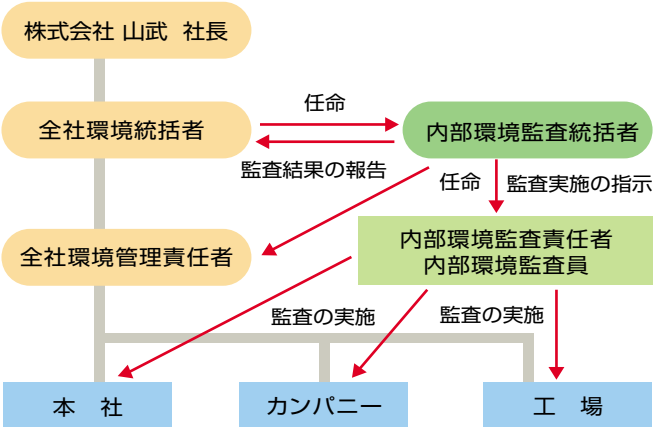 株式会社 山武 社長
全社環境統括者
任命
内部環境監査統括者
監査結果の報告
任命
監査実施の指示
全社環境管理責任者
内部環境監査責任者
内部環境監査員
監査の実施
監査の実施
本 社
カンパニー
工 場